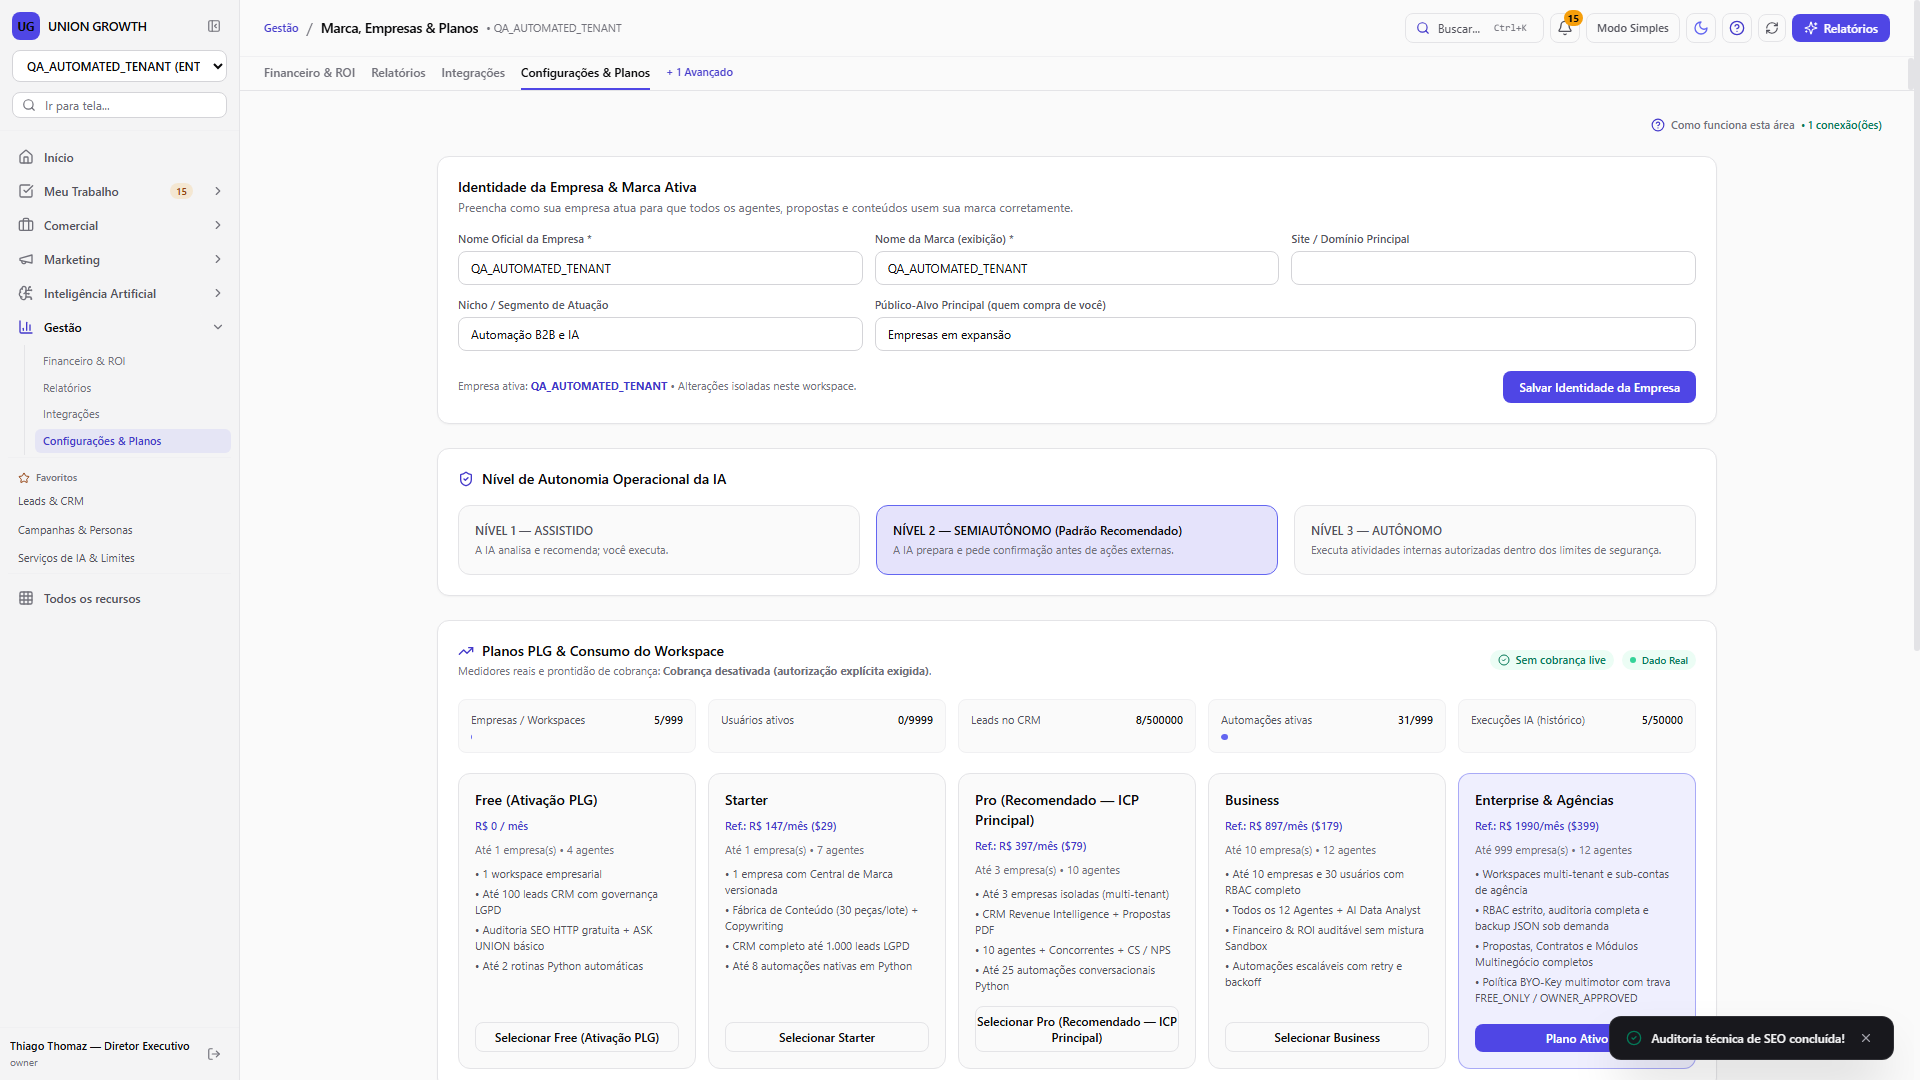 UG UNION GROWTH
QA_AUTOMATED_TENANT (ENT
Ir para tela...
Início
Meu Trabalho 15
Comercial
Marketing
Inteligência Artificial
Gestão
Financeiro & ROI
Relatórios
Integrações
Configurações & Planos
Favoritos
Leads & CRM
Campanhas & Personas
Serviços de IA & Limites
Todos os recursos
Thiago Thomaz — Diretor Executivo
owner
Gestão / Marca, Empresas & Planos • QA_AUTOMATED_TENANT
Buscar... Ctrl+K
15
Modo Simples
Relatórios
Financeiro & ROI Relatórios Integrações Configurações & Planos + 1 Avançado
Como funciona esta área • 1 conexão(ões)
Identidade da Empresa & Marca Ativa
Preencha como sua empresa atua para que todos os agentes, propostas e conteúdos usem sua marca corretamente.
Nome Oficial da Empresa *
QA_AUTOMATED_TENANT
Nome da Marca (exibição) *
QA_AUTOMATED_TENANT
Site / Domínio Principal
Nicho / Segmento de Atuação
Automação B2B e IA
Público-Alvo Principal (quem compra de você)
Empresas em expansão
Empresa ativa: QA_AUTOMATED_TENANT • Alterações isoladas neste workspace.
Salvar Identidade da Empresa
Nível de Autonomia Operacional da IA
NÍVEL 1 — ASSISTIDO
A IA analisa e recomenda; você executa.
NÍVEL 2 — SEMIAUTÔNOMO (Padrão Recomendado)
A IA prepara e pede confirmação antes de ações externas.
NÍVEL 3 — AUTÔNOMO
Executa atividades internas autorizadas dentro dos limites de segurança.
Planos PLG & Consumo do Workspace
Medidores reais e prontidão de cobrança: Cobrança desativada (autorização explícita exigida).
Sem cobrança live
Dado Real
Empresas / Workspaces 5/999
Usuários ativos 0/9999
Leads no CRM 8/500000
Automações ativas 31/999
Execuções IA (histórico) 5/50000
Free (Ativação PLG)
R$ 0 / mês
Até 1 empresa(s) • 4 agentes
• 1 workspace empresarial
• Até 100 leads CRM com governança
LGPD
• Auditoria SEO HTTP gratuita + ASK
UNION básico
• Até 2 rotinas Python automáticas
Selecionar Free (Ativação PLG)
Starter
Ref.: R$ 147/mês ($29)
Até 1 empresa(s) • 7 agentes
• 1 empresa com Central de Marca
versionada
• Fábrica de Conteúdo (30 peças/lote) +
Copywriting
• CRM completo até 1.000 leads LGPD
• Até 8 automações nativas em Python
Selecionar Starter
Pro (Recomendado — ICP
Principal)
Ref.: R$ 397/mês ($79)
Até 3 empresa(s) • 10 agentes
• Até 3 empresas isoladas (multi-tenant)
• CRM Revenue Intelligence + Propostas
PDF
• 10 agentes + Concorrentes + CS / NPS
• Até 25 automações conversacionais
Python
Selecionar Pro (Recomendado — ICP
Principal)
Business
Ref.: R$ 897/mês ($179)
Até 10 empresa(s) • 12 agentes
• Até 10 empresas e 30 usuários com
RBAC completo
• Todos os 12 Agentes + AI Data Analyst
• Financeiro & ROI auditável sem mistura
Sandbox
• Automações escaláveis com retry e
backoff
Selecionar Business
Enterprise & Agências
Ref.: R$ 1990/mês ($399)
Até 999 empresa(s) • 12 agentes
• Workspaces multi-tenant e sub-contas
de agência
• RBAC estrito, auditoria completa e
backup JSON sob demanda
• Propostas, Contratos e Módulos
Multinegócio completos
• Política BYO-Key multimotor com trava
FREE_ONLY / OWNER_APPROVED
Plano Ativo
Auditoria técnica de SEO concluída!